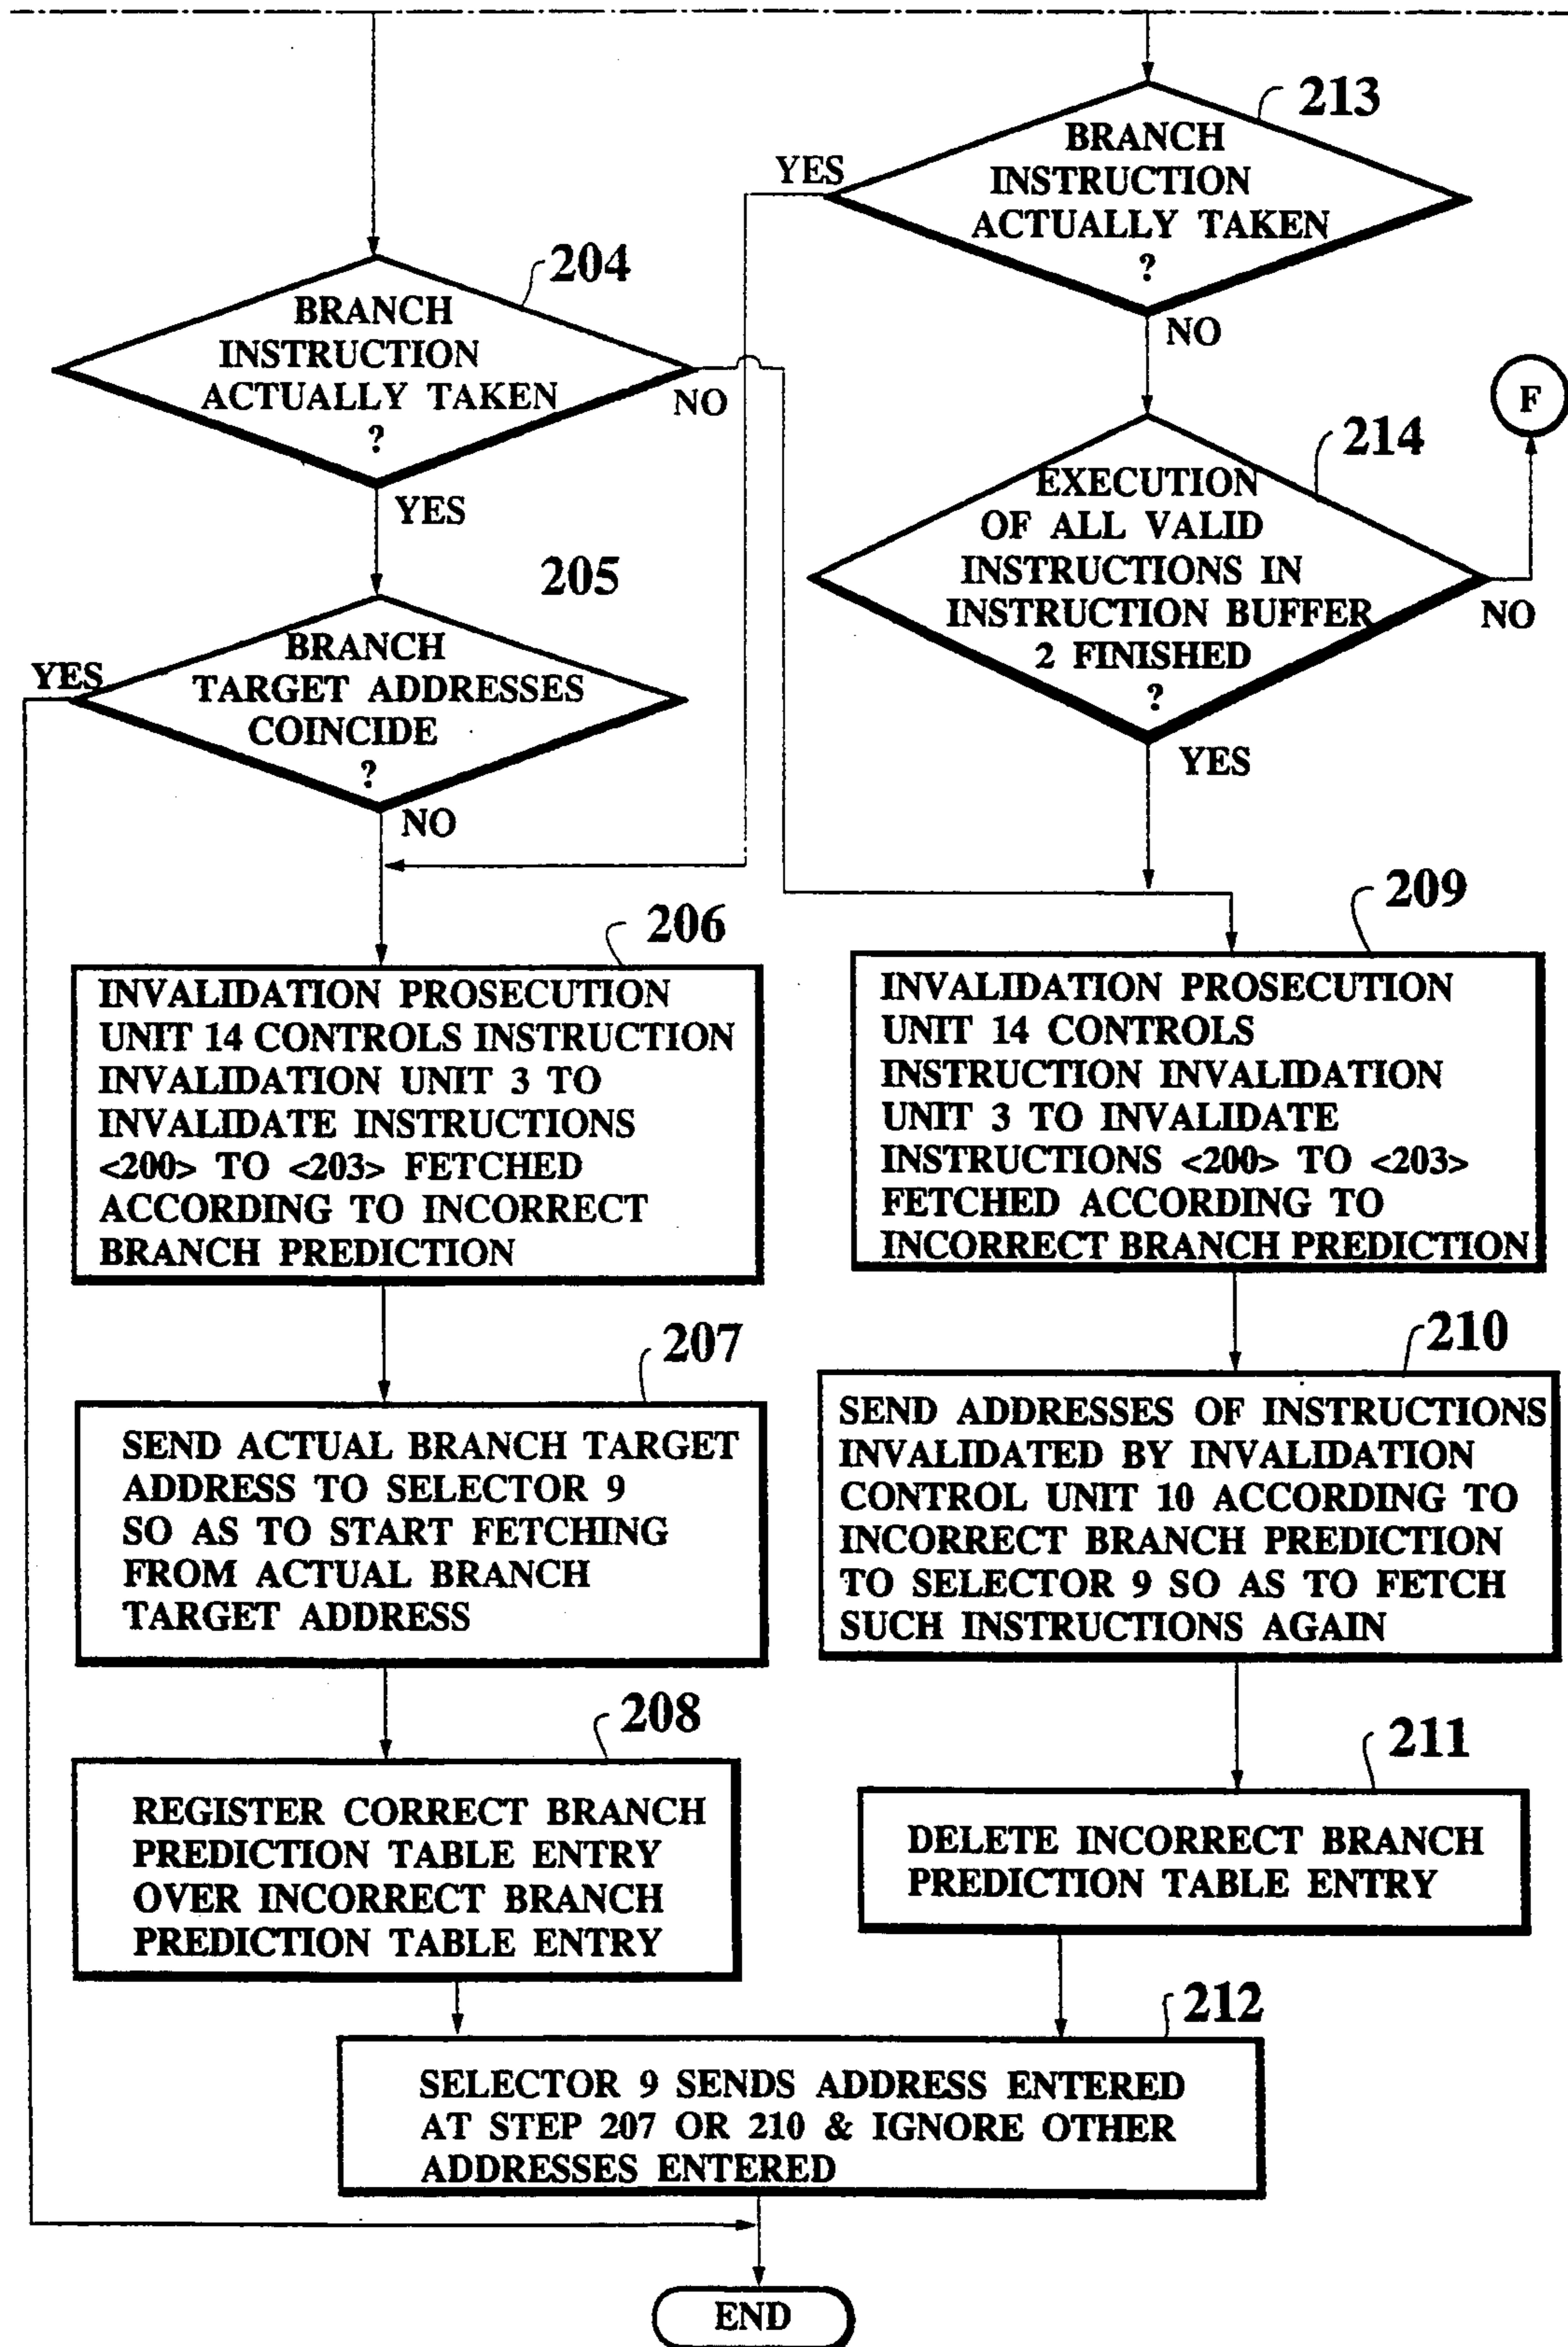 213
BRANCH
INSTRUCTION
ACTUALLY TAKEN
?
YES
NO
204
BRANCH
INSTRUCTION
ACTUALLY TAKEN
?
NO
YES
F
214
EXECUTION
OF ALL VALID
INSTRUCTIONS IN
INSTRUCTION BUFFER
2 FINISHED
?
NO
YES
205
BRANCH
TARGET ADDRESSES
COINCIDE
?
YES
NO
206
INVALIDATION PROSECUTION
UNIT 14 CONTROLS INSTRUCTION
INVALIDATION UNIT 3 TO
INVALIDATE INSTRUCTIONS
<200> TO <203> FETCHED
ACCORDING TO INCORRECT
BRANCH PREDICTION
209
INVALIDATION PROSECUTION
UNIT 14 CONTROLS
INSTRUCTION INVALIDATION
UNIT 3 TO INVALIDATE
INSTRUCTIONS <200> TO <203>
FETCHED ACCORDING TO
INCORRECT BRANCH PREDICTION
207
SEND ACTUAL BRANCH TARGET
ADDRESS TO SELECTOR 9
SO AS TO START FETCHING
FROM ACTUAL BRANCH
TARGET ADDRESS
210
SEND ADDRESSES OF INSTRUCTIONS
INVALIDATED BY INVALIDATION
CONTROL UNIT 10 ACCORDING TO
INCORRECT BRANCH PREDICTION
TO SELECTOR 9 SO AS TO FETCH
SUCH INSTRUCTIONS AGAIN
208
REGISTER CORRECT BRANCH
PREDICTION TABLE ENTRY
OVER INCORRECT BRANCH
PREDICTION TABLE ENTRY
211
DELETE INCORRECT BRANCH
PREDICTION TABLE ENTRY
212
SELECTOR 9 SENDS ADDRESS ENTERED
AT STEP 207 OR 210 & IGNORE OTHER
ADDRESSES ENTERED
END